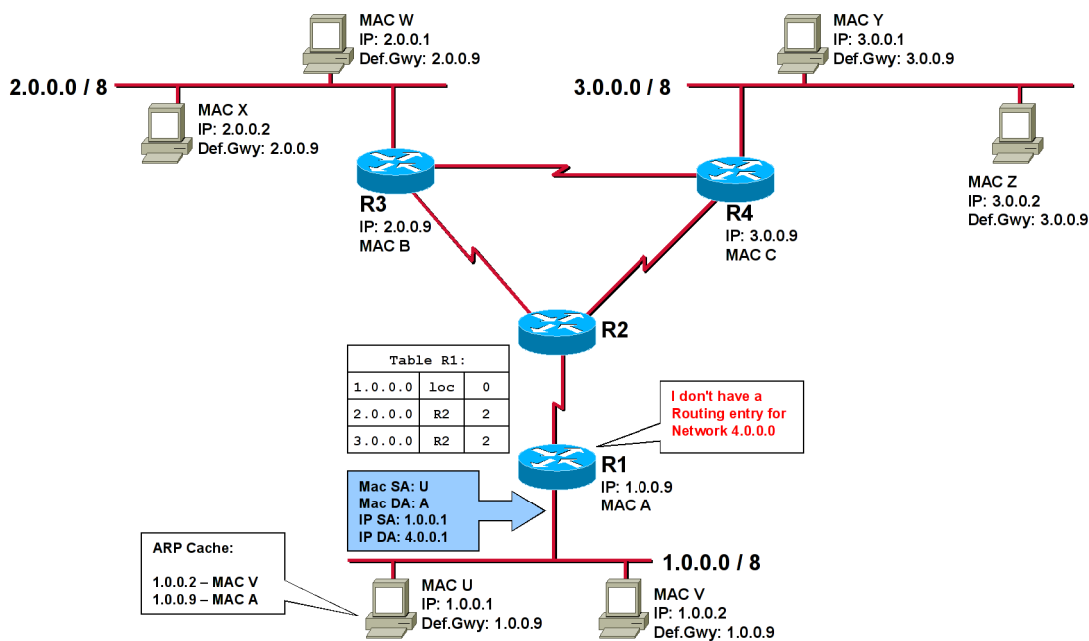 MAC W
IP: 2.0.0.1
Def.Gwy: 2.0.0.9
MAC Y
IP: 3.0.0.1
Def.Gwy: 3.0.0.9
2.0.0.0 / 8
3.0.0.0 / 8
MAC X
IP: 2.0.0.2
Def.Gwy: 2.0.0.9
MAC Z
IP: 3.0.0.2
Def.Gwy: 3.0.0.9
R3
IP: 2.0.0.9
MAC B
R4
IP: 3.0.0.9
MAC C
R2
Table R1:
1.0.0.0 loc 0
2.0.0.0 R2 2
3.0.0.0 R2 2
I don't have a
Routing entry for
Network 4.0.0.0
R1
IP: 1.0.0.9
MAC A
Mac SA: U
Mac DA: A
IP SA: 1.0.0.1
IP DA: 4.0.0.1
ARP Cache:
1.0.0.2 – MAC V
1.0.0.9 – MAC A
1.0.0.0 / 8
MAC U
IP: 1.0.0.1
Def.Gwy: 1.0.0.9
MAC V
IP: 1.0.0.2
Def.Gwy: 1.0.0.9